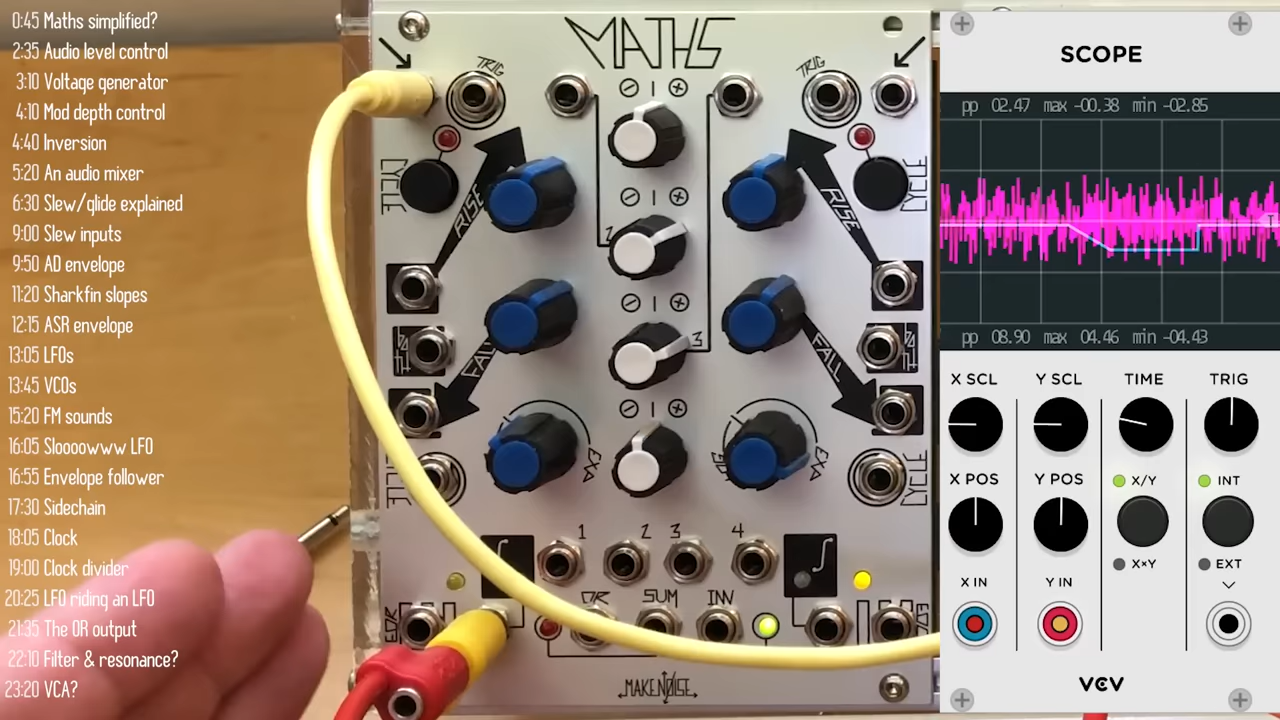 0:45 Maths simplified?
2:35 Audio level control
3:10 Voltage generator
4:10 Mod depth control
4:40 Inversion
5:20 An audio mixer
6:30 Slew/glide explained
9:00 Slew inputs
9:50 AD envelope
11:20 Sharkfin slopes
12:15 ASR envelope
13:05 LFOs
13:45 VCOs
15:20 FM sounds
16:05 Sloooowww LFO
16:55 Envelope follower
17:30 Sidechain
18:05 Clock
19:00 Clock divider
20:25 LFO riding an LFO
21:35 The OR output
22:10 Filter & resonance?
23:20 VCA?
MATHS
TRIG TRIG
CYCLE CYCLE
RISE RISE
1
3
FALL FALL
CYCLE CYCLE
1 2 3 4
OR SUM INV
MAKENOISE
SCOPE
pp 02.47 max -00.38 min -02.85
T
pp 08.90 max 04.46 min -04.43
X SCL Y SCL TIME TRIG
X POS Y POS X/Y INT
X×Y EXT
X IN Y IN
VCV